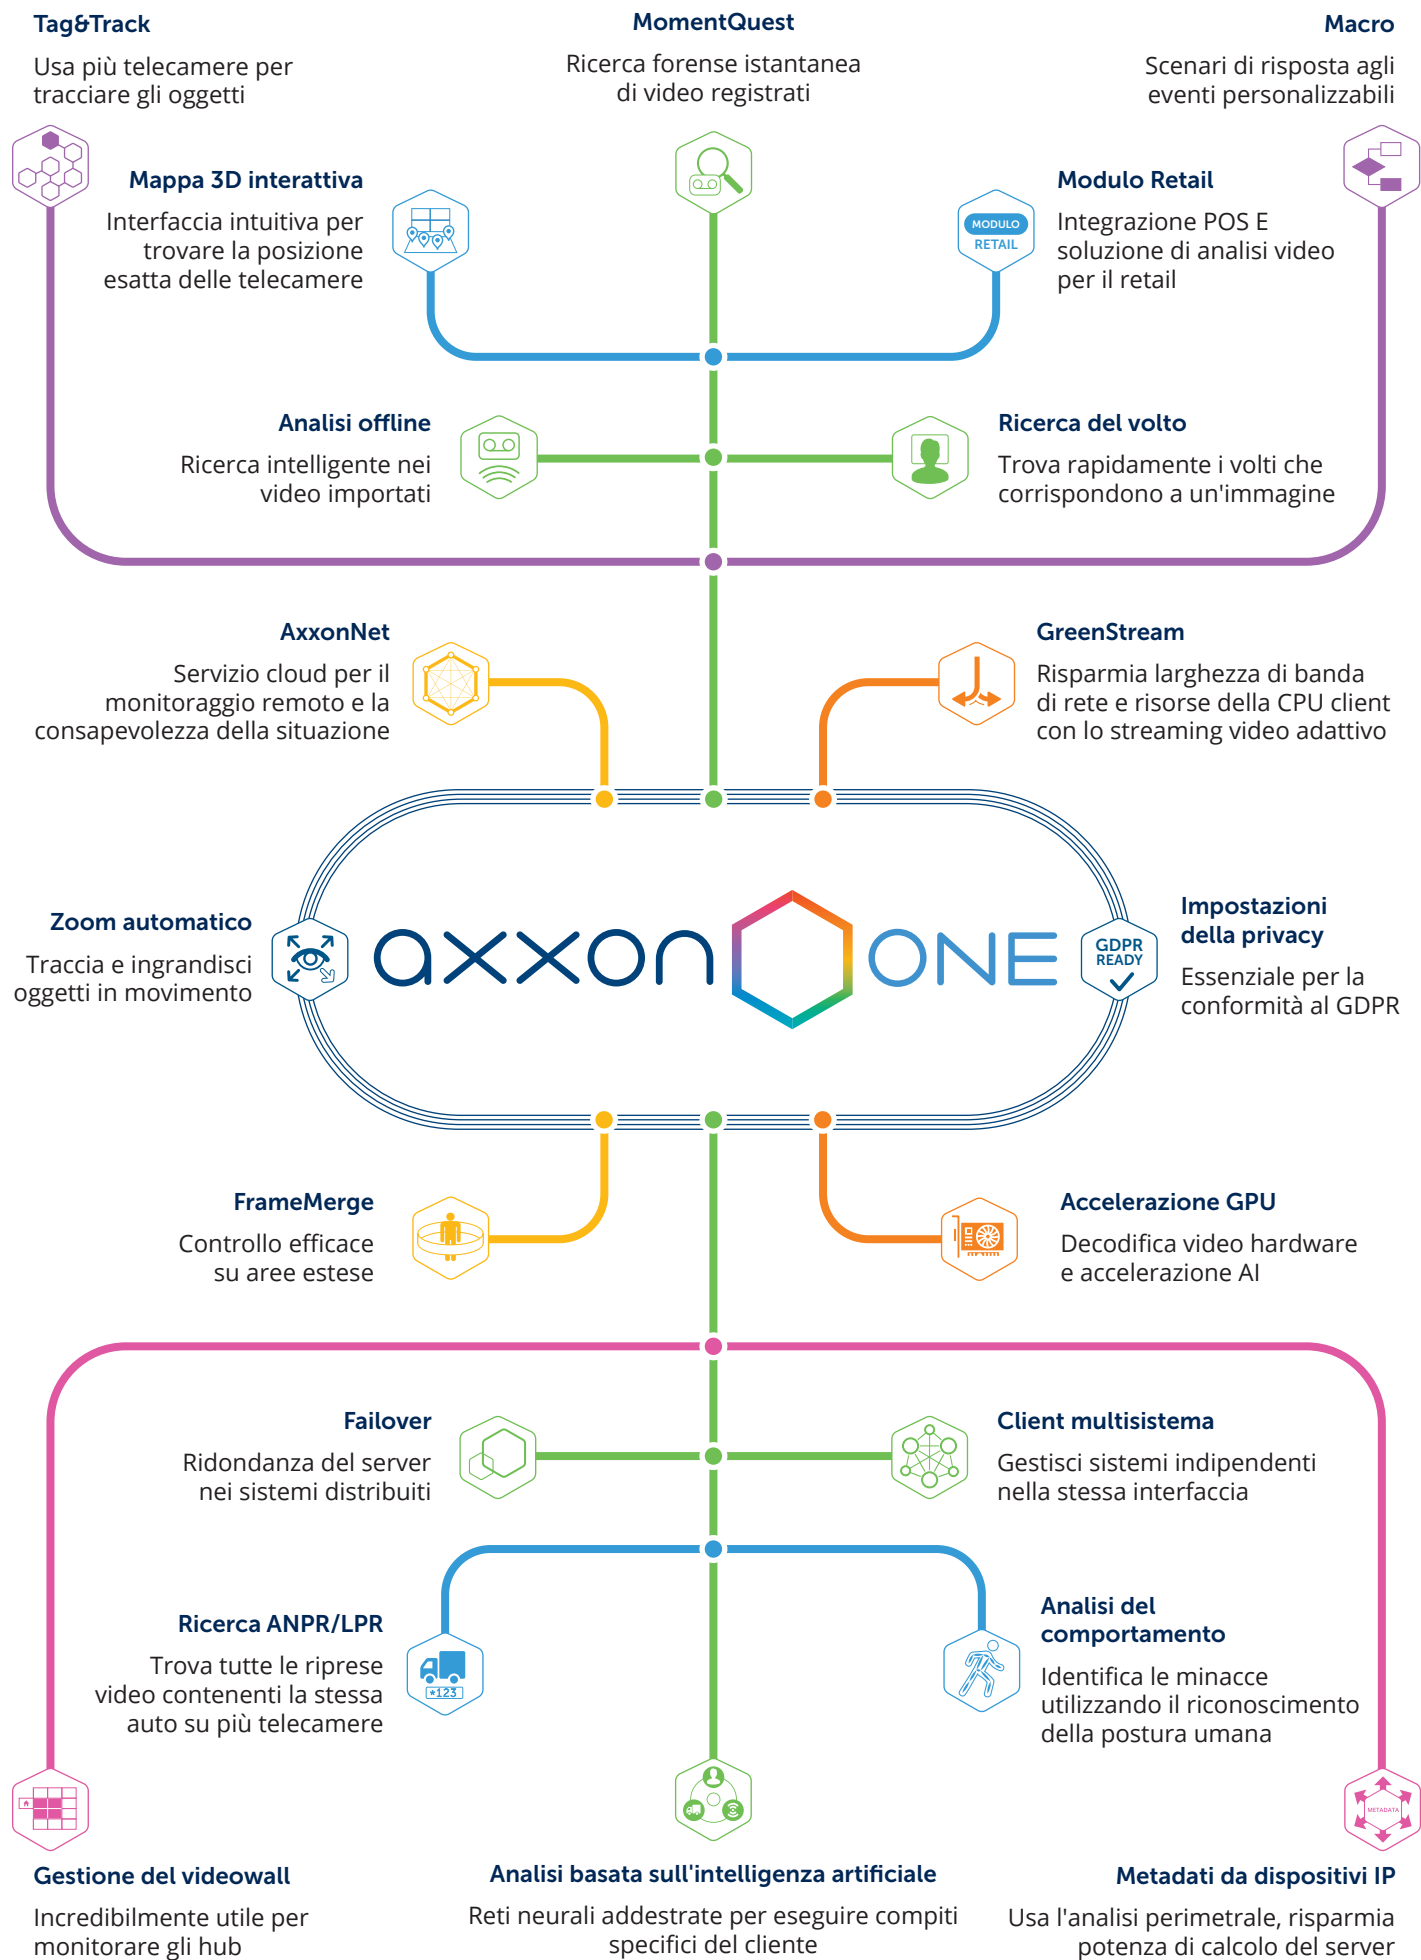 Tag&Track
Usa più telecamere per
tracciare gli oggetti
MomentQuest
Ricerca forense istantanea
di video registrati
Macro
Scenari di risposta agli
eventi personalizzabili
Mappa 3D interattiva
Interfaccia intuitiva per
trovare la posizione
esatta delle telecamere
MODULO
RETAIL
Modulo Retail
Integrazione POS E
soluzione di analisi video
per il retail
Analisi offline
Ricerca intelligente nei
video importati
Ricerca del volto
Trova rapidamente i volti che
corrispondono a un'immagine
AxxonNet
Servizio cloud per il
monitoraggio remoto e la
consapevolezza della situazione
GreenStream
Risparmia larghezza di banda
di rete e risorse della CPU client
con lo streaming video adattivo
Zoom automatico
Traccia e ingrandisci
oggetti in movimento
axxon ONE
GDPR
READY
Impostazioni
della privacy
Essenziale per la
conformità al GDPR
FrameMerge
Controllo efficace
su aree estese
Accelerazione GPU
Decodifica video hardware
e accelerazione AI
Failover
Ridondanza del server
nei sistemi distribuiti
Client multisistema
Gestisci sistemi indipendenti
nella stessa interfaccia
Ricerca ANPR/LPR
Trova tutte le riprese
video contenenti la stessa
auto su più telecamere
*123
Analisi del
comportamento
Identifica le minacce
utilizzando il riconoscimento
della postura umana
METADATA
Gestione del videowall
Incredibilmente utile per
monitorare gli hub
Analisi basata sull'intelligenza artificiale
Reti neurali addestrate per eseguire compiti
specifici del cliente
Metadati da dispositivi IP
Usa l'analisi perimetrale, risparmia
potenza di calcolo del server